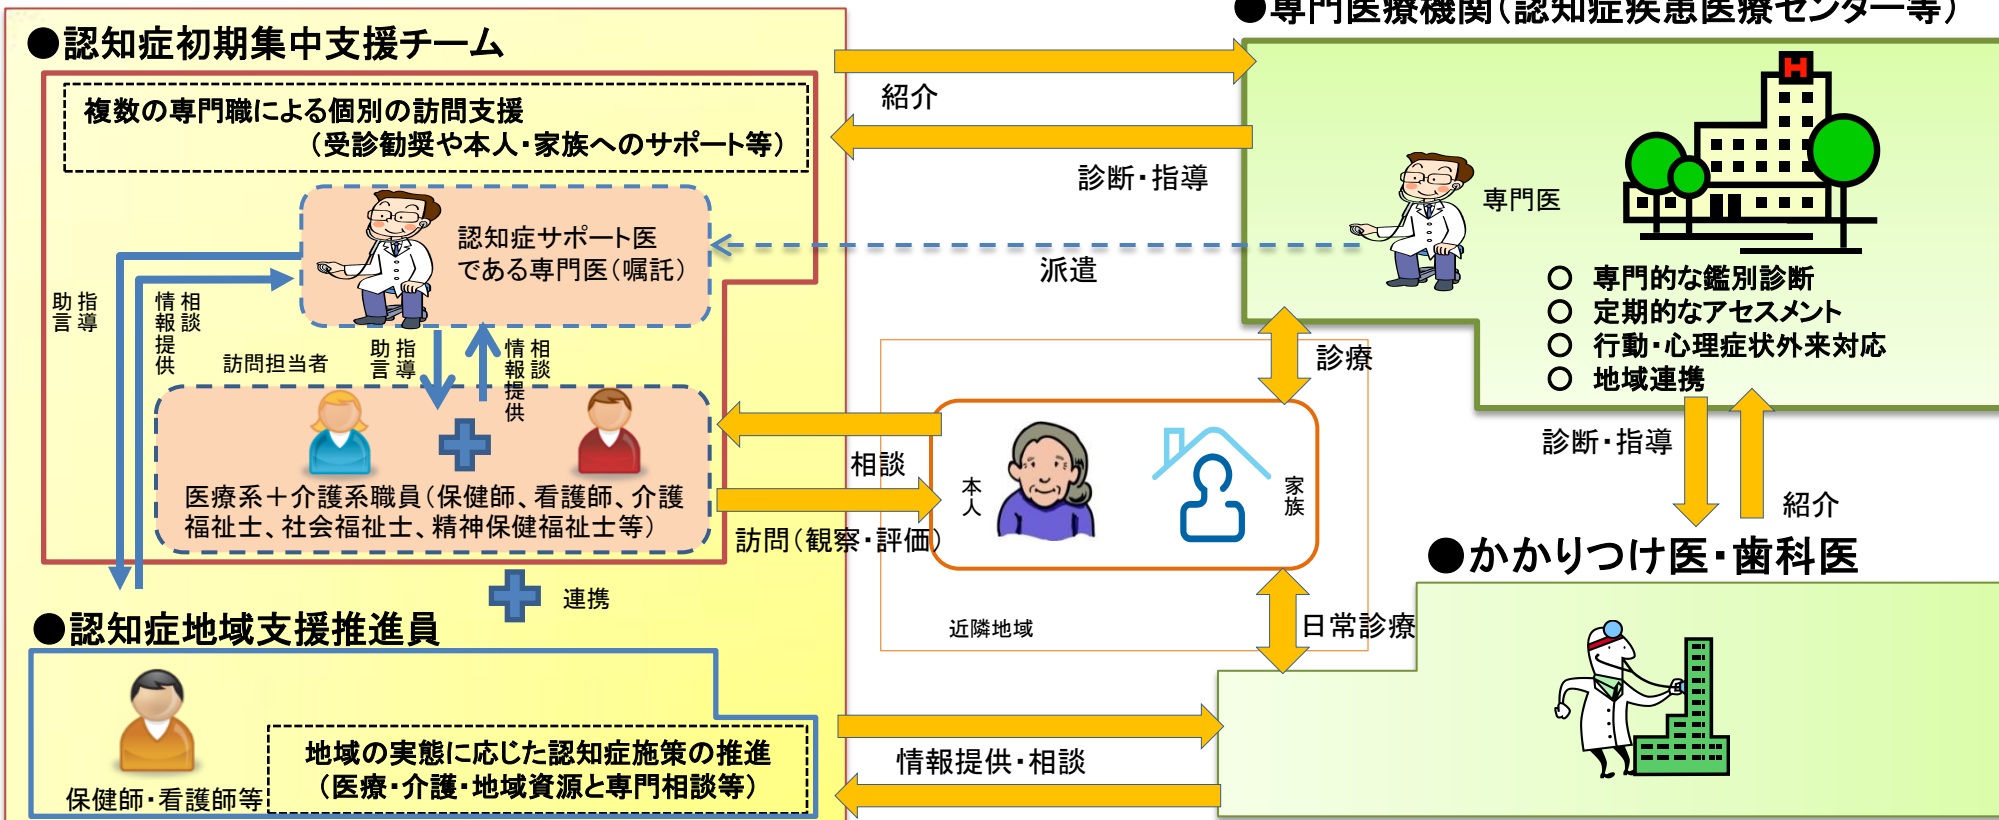 ●専門医療機関（認知症疾患医療センター等）
●認知症初期集中支援チーム
複数の専門職による個別の訪問支援
（受診勧奨や本人・家族へのサポート等）
紹介
診断・指導
専門医
認知症サポート医
である専門医（嘱託）
派遣
○ 専門的な鑑別診断
○ 定期的なアセスメント
○ 行動・心理症状外来対応
○ 地域連携
指導
助言
相談
情報提供
訪問担当者
指導
助言
相談
情報提供
診療
医療系＋介護系職員（保健師、看護師、介護
福祉士、社会福祉士、精神保健福祉士等）
相談
訪問（観察・評価）
本人
家族
診断・指導
紹介
連携
近隣地域
日常診療
●かかりつけ医・歯科医
●認知症地域支援推進員
保健師・看護師等
地域の実態に応じた認知症施策の推進
（医療・介護・地域資源と専門相談等）
情報提供・相談
H